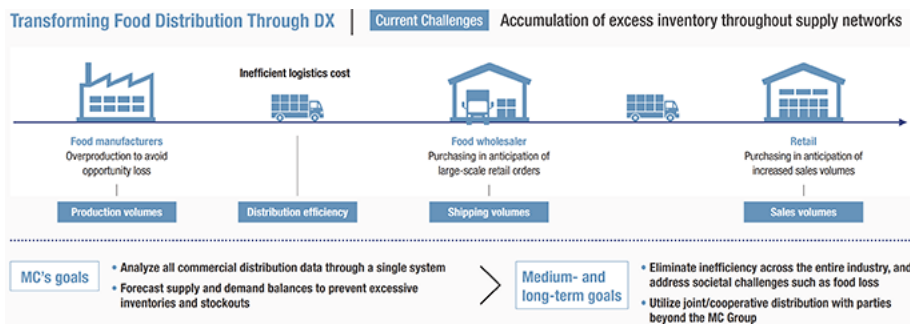 Transforming Food Distribution Through DX
Current Challenges
Accumulation of excess inventory throughout supply networks
Inefficient logistics cost
Food manufacturers
Overproduction to avoid
opportunity loss
Food wholesaler
Purchasing in anticipation of
large-scale retail orders
Retail
Purchasing in anticipation of
increased sales volumes
Production volumes
Distribution efficiency
Shipping volumes
Sales volumes
MC's goals
• Analyze all commercial distribution data through a single system
• Forecast supply and demand balances to prevent excessive
inventories and stockouts
Medium- and
long-term goals
• Eliminate inefficiency across the entire industry, and
address societal challenges such as food loss
• Utilize joint/cooperative distribution with parties
beyond the MC Group